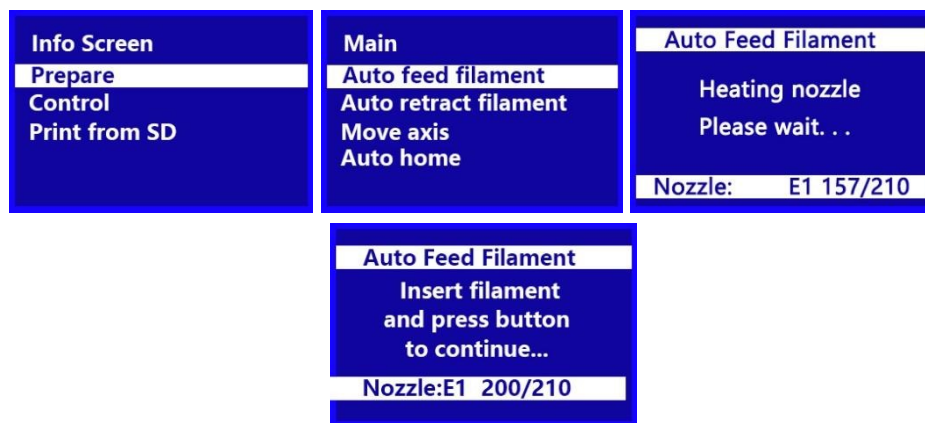 Info Screen
Prepare
Control
Print from SD
Main
Auto feed filament
Auto retract filament
Move axis
Auto home
Auto Feed Filament
Heating nozzle
Please wait. . .
Nozzle: E1 157/210
Auto Feed Filament
Insert filament
and press button
to continue...
Nozzle:E1 200/210